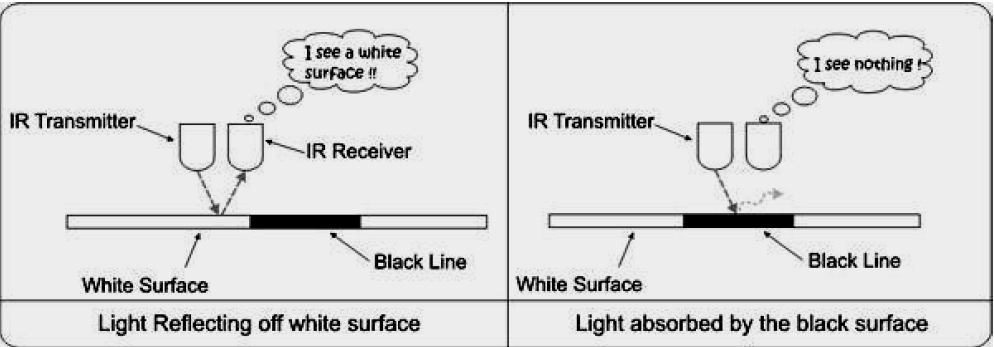 I see a white
surface !!
IR Transmitter
IR Receiver
Black Line
White Surface
Light Reflecting off white surface
I see nothing !
IR Transmitter
Black Line
White Surface
Light absorbed by the black surface